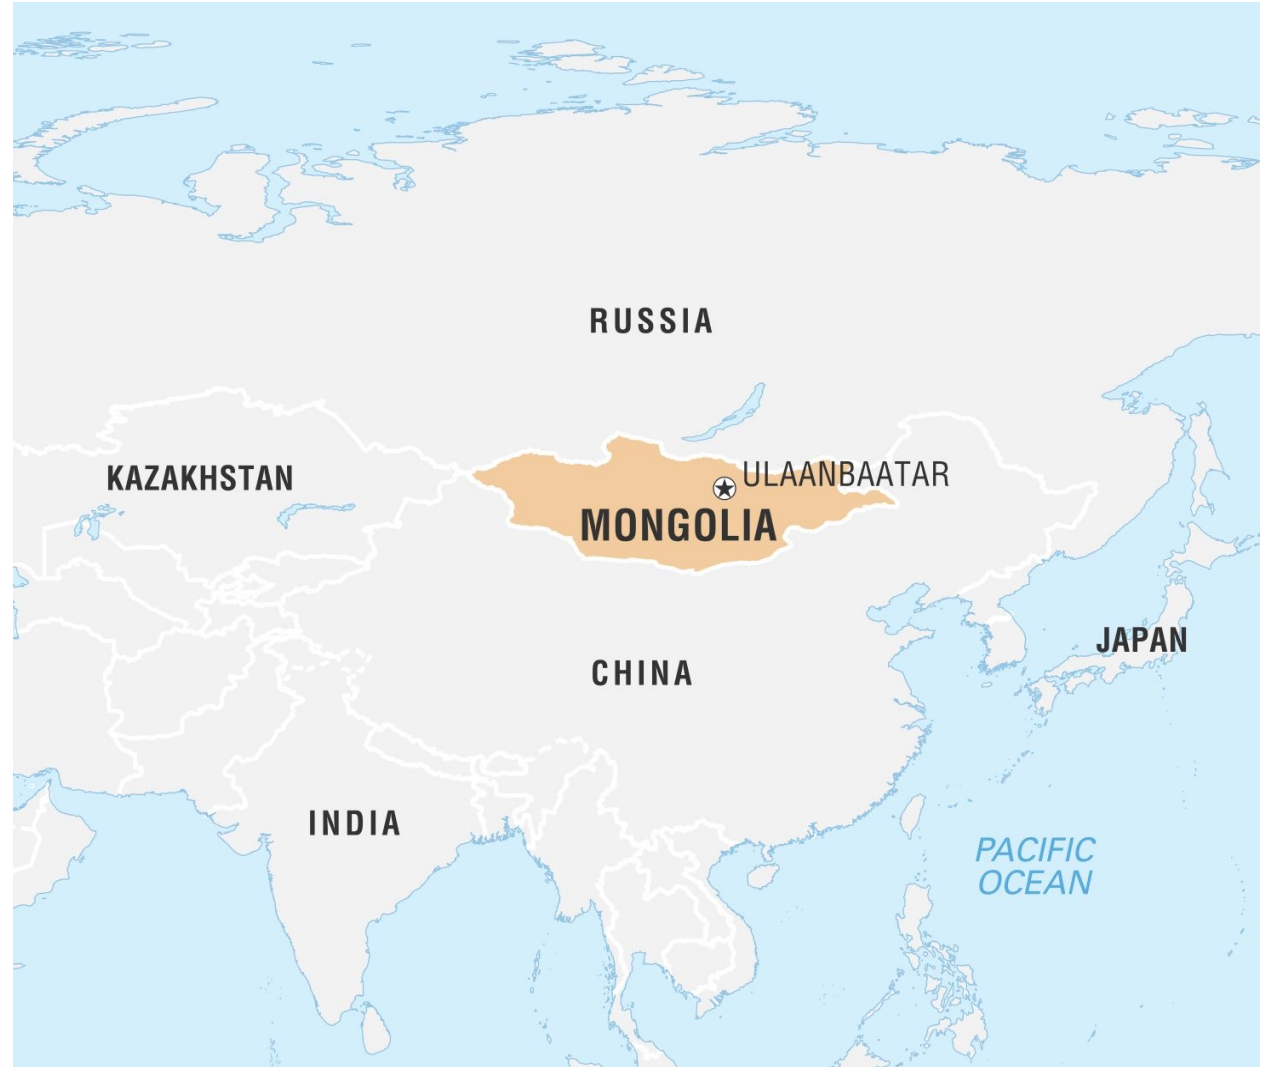 RUSSIA
KAZAKHSTAN
ULAANBAATAR
MONGOLIA
JAPAN
CHINA
INDIA
PACIFIC
OCEAN